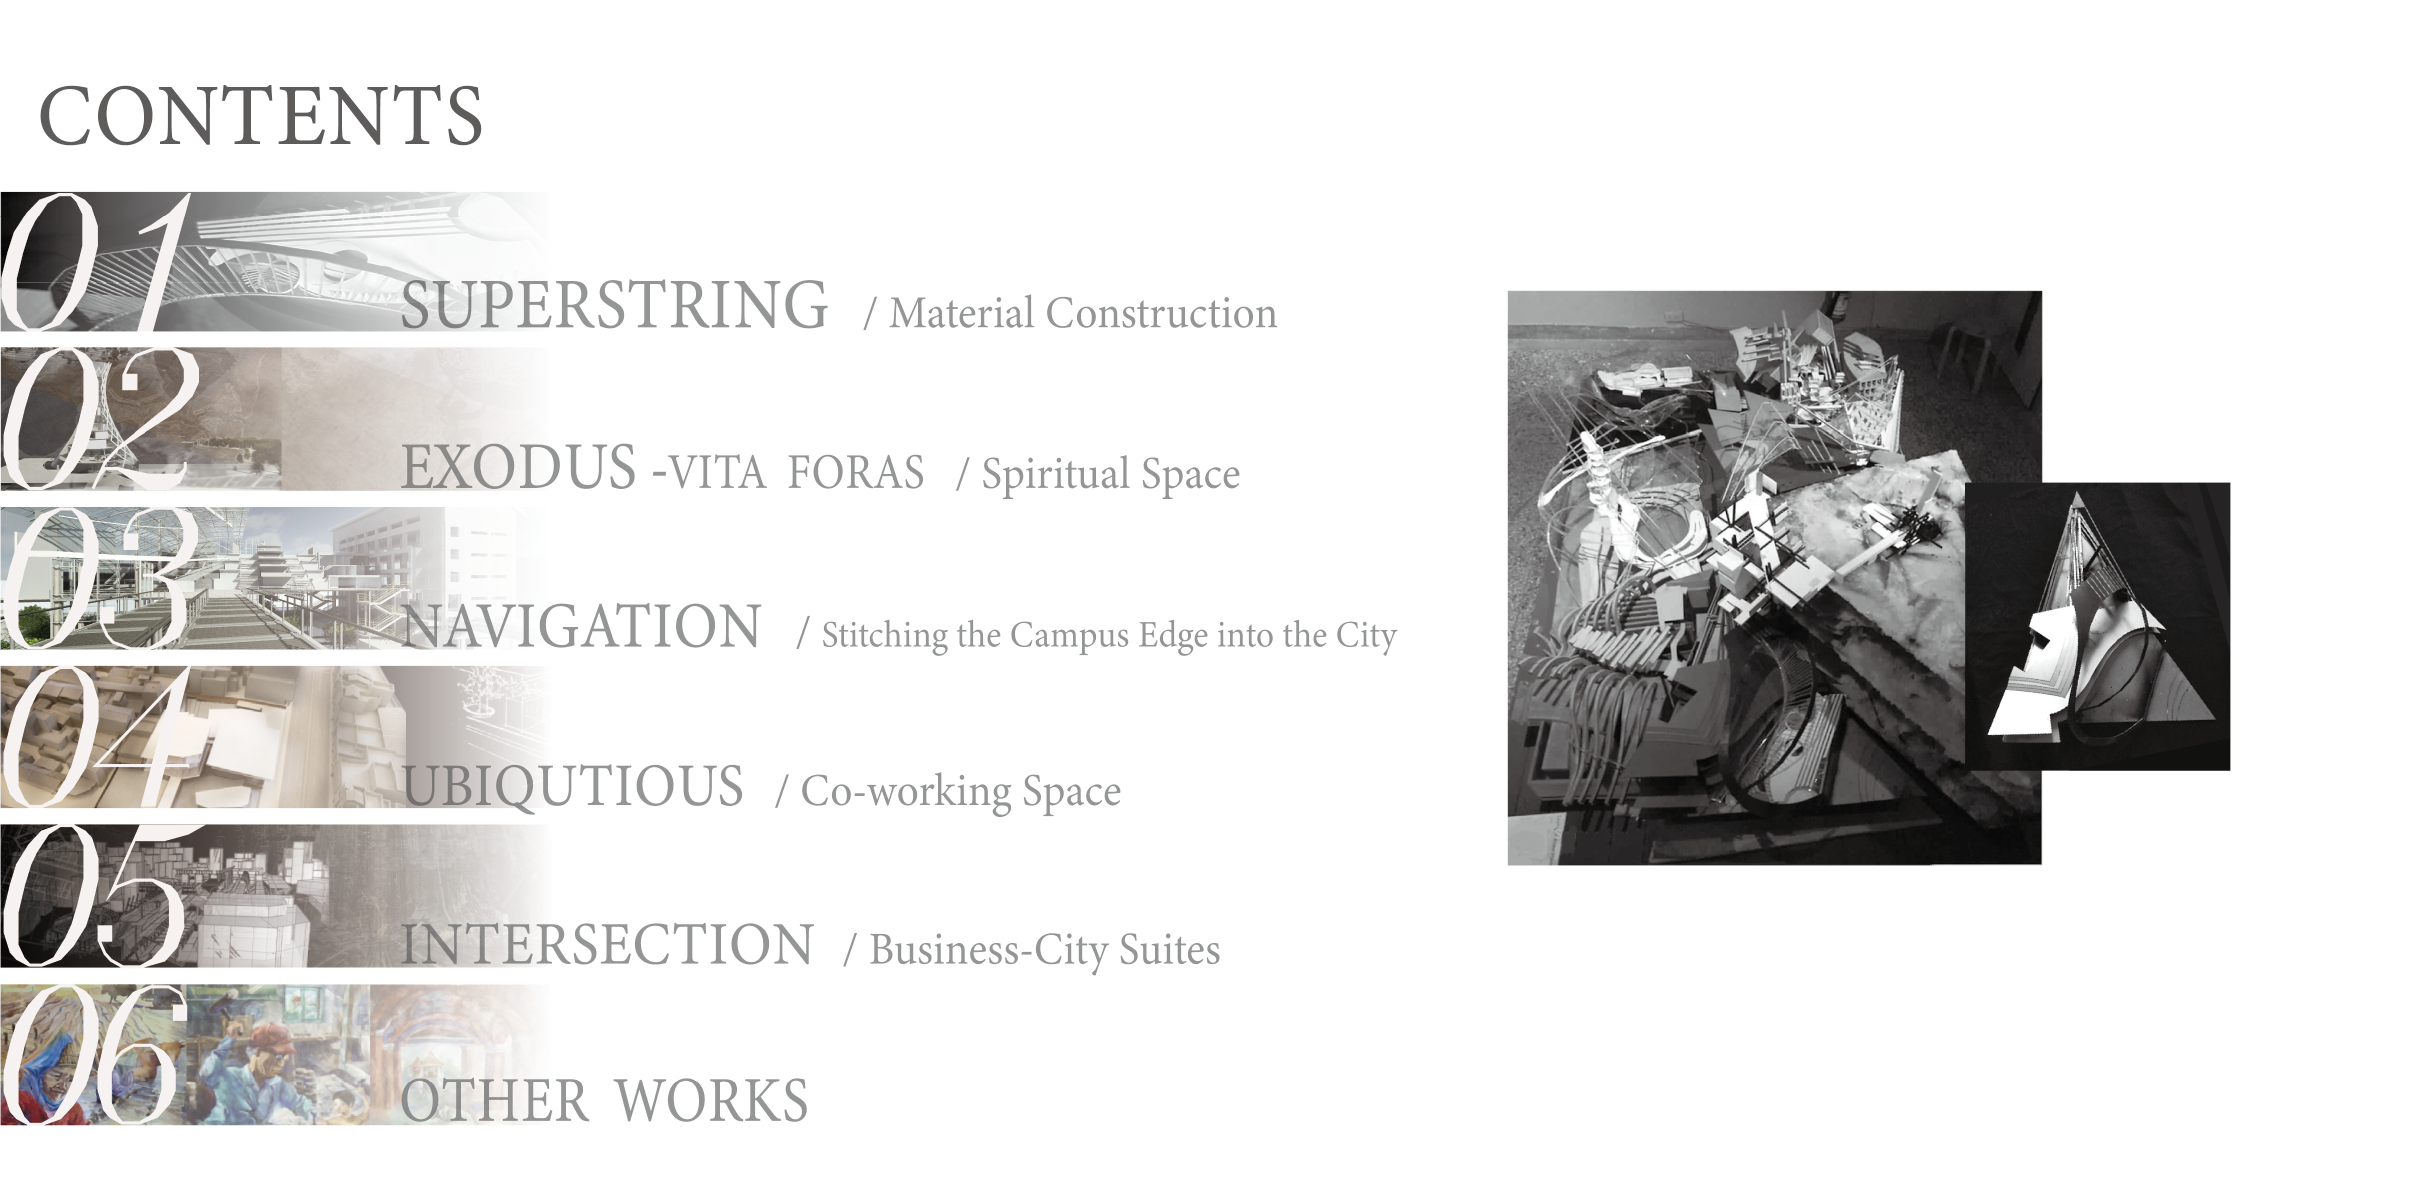 CONTENTS
01 SUPERSTRING / Material Construction
02 EXODUS -VITA FORAS / Spiritual Space
03 NAVIGATION / Stitching the Campus Edge into the City
04 UBIQUTIOUS / Co-working Space
05 INTERSECTION / Business-City Suites
06 OTHER WORKS